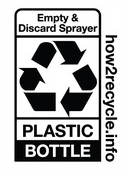 Empty &
Discard Sprayer
PLASTIC
BOTTLE
how2recycle.info